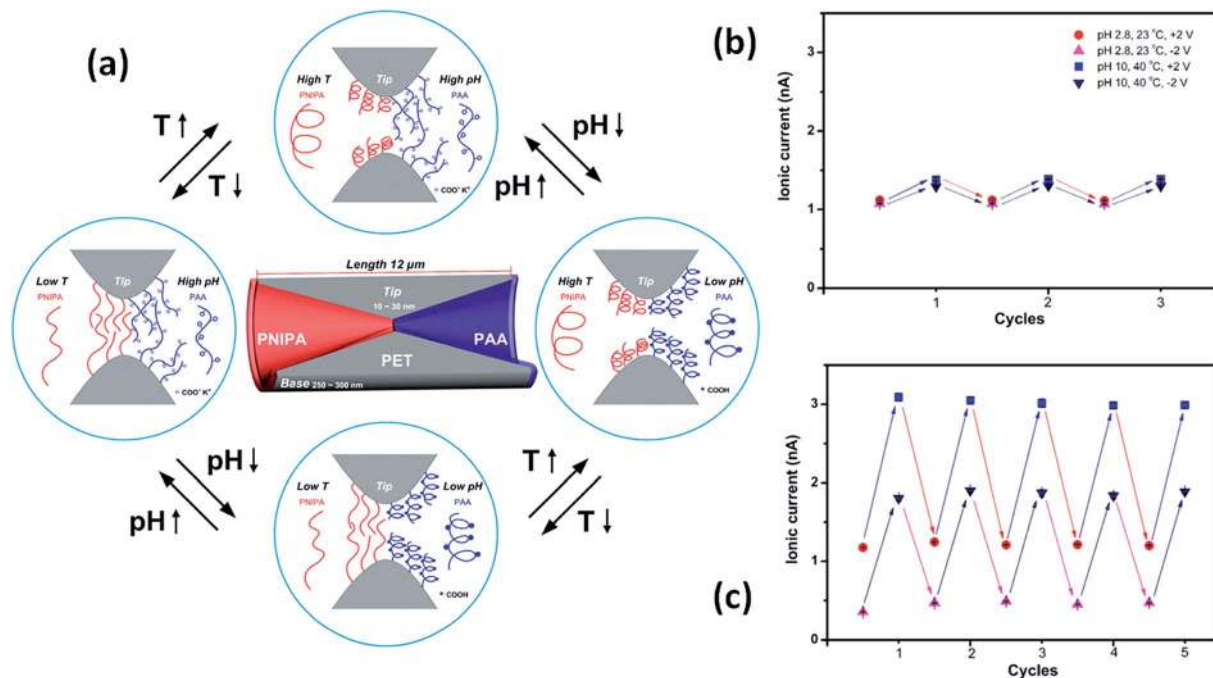 (a)
T↑
T↓
High T
PNIPA
Tip
High pH
PAA
◦ COO⁻ K⁺
pH↓
pH↑
Low T
PNIPA
Tip
High pH
PAA
◦ COO⁻ K⁺
Length 12 µm
Tip
10 ~ 30 nm
PNIPA
PAA
PET
Base 250 ~ 300 nm
High T
PNIPA
Tip
Low pH
PAA
• COOH
pH↓
pH↑
Low T
PNIPA
Tip
Low pH
PAA
• COOH
T↑
T↓
(b)
Ionic current (nA)
3
2
1
0
pH 2.8, 23 °C, +2 V
pH 2.8, 23 °C, -2 V
pH 10, 40 °C, +2 V
pH 10, 40 °C, -2 V
1 2 3
Cycles
(c)
Ionic current (nA)
3
2
1
0
1 2 3 4 5
Cycles